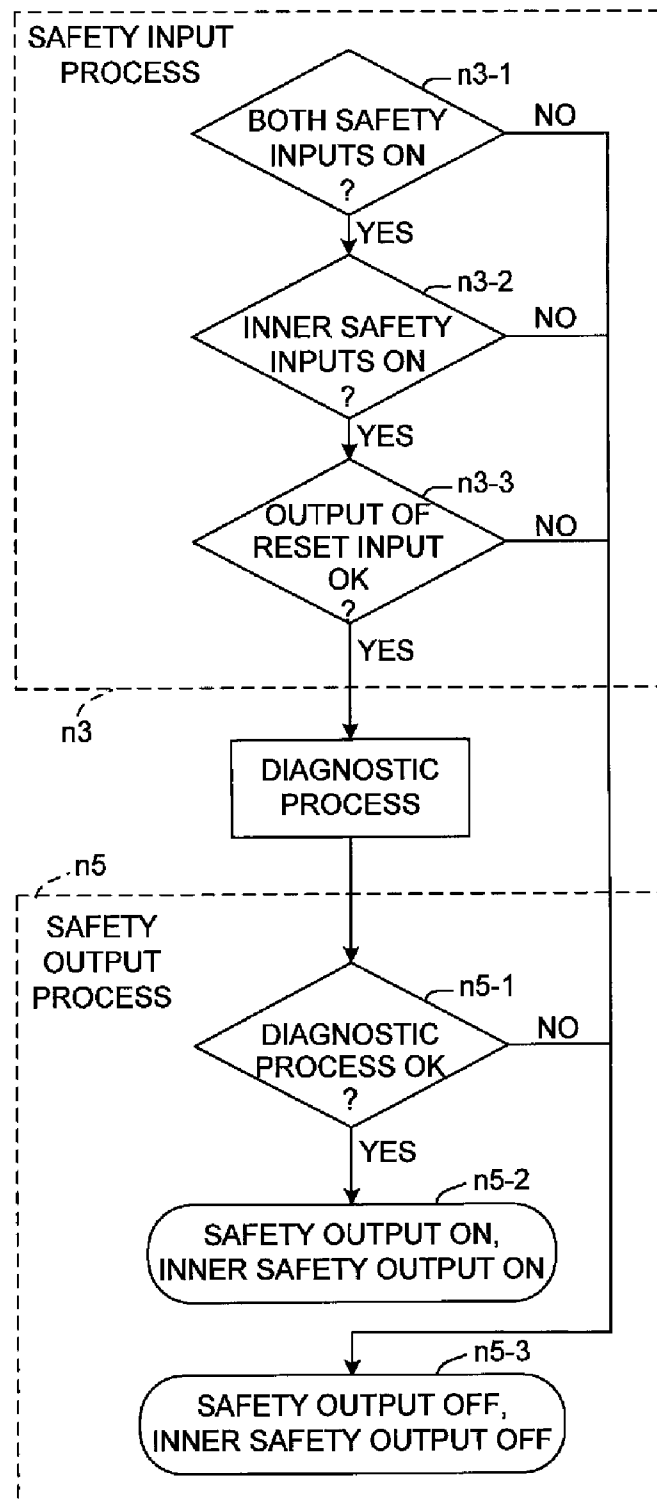 SAFETY INPUT
PROCESS
n3-1
BOTH SAFETY
INPUTS ON
?
NO
YES
n3-2
INNER SAFETY
INPUTS ON
?
NO
YES
n3-3
OUTPUT OF
RESET INPUT
OK
?
NO
YES
n3
DIAGNOSTIC
PROCESS
n5
SAFETY
OUTPUT
PROCESS
n5-1
DIAGNOSTIC
PROCESS OK
?
NO
YES
n5-2
SAFETY OUTPUT ON,
INNER SAFETY OUTPUT ON
n5-3
SAFETY OUTPUT OFF,
INNER SAFETY OUTPUT OFF